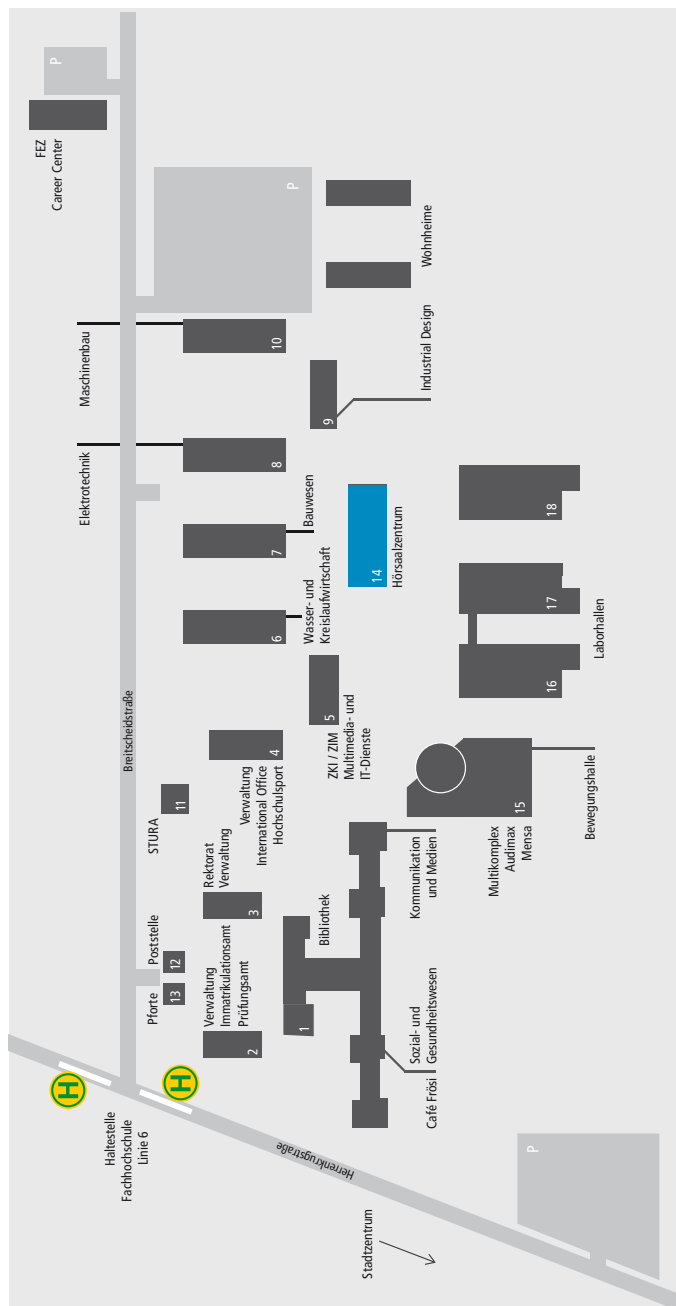 Haltestelle
Fachhochschule
Linie 6
H
H
Pforte
13
Poststelle
12
STURA
11
Breitscheidstraße
Elektrotechnik
Maschinenbau
FEZ
Career Center
P
Verwaltung
Immatrikulationsamt
Prüfungsamt
2
Rektorat
Verwaltung
3
Verwaltung
International Office
Hochschulsport
4
6
Wasser- und
Kreislaufwirtschaft
7
Bauwesen
8
10
P
Herrenkrugstraße
1
Bibliothek
ZKI / ZIM
Multimedia- und
IT-Dienste
5
9
Industrial Design
Wohnheime
Stadtzentrum
14
Hörsaalzentrum
Café Frösi
Sozial- und
Gesundheitswesen
Kommunikation
und Medien
Multikomplex
Audimax
Mensa
15
Bewegungshalle
16
17
18
Laborhallen
P